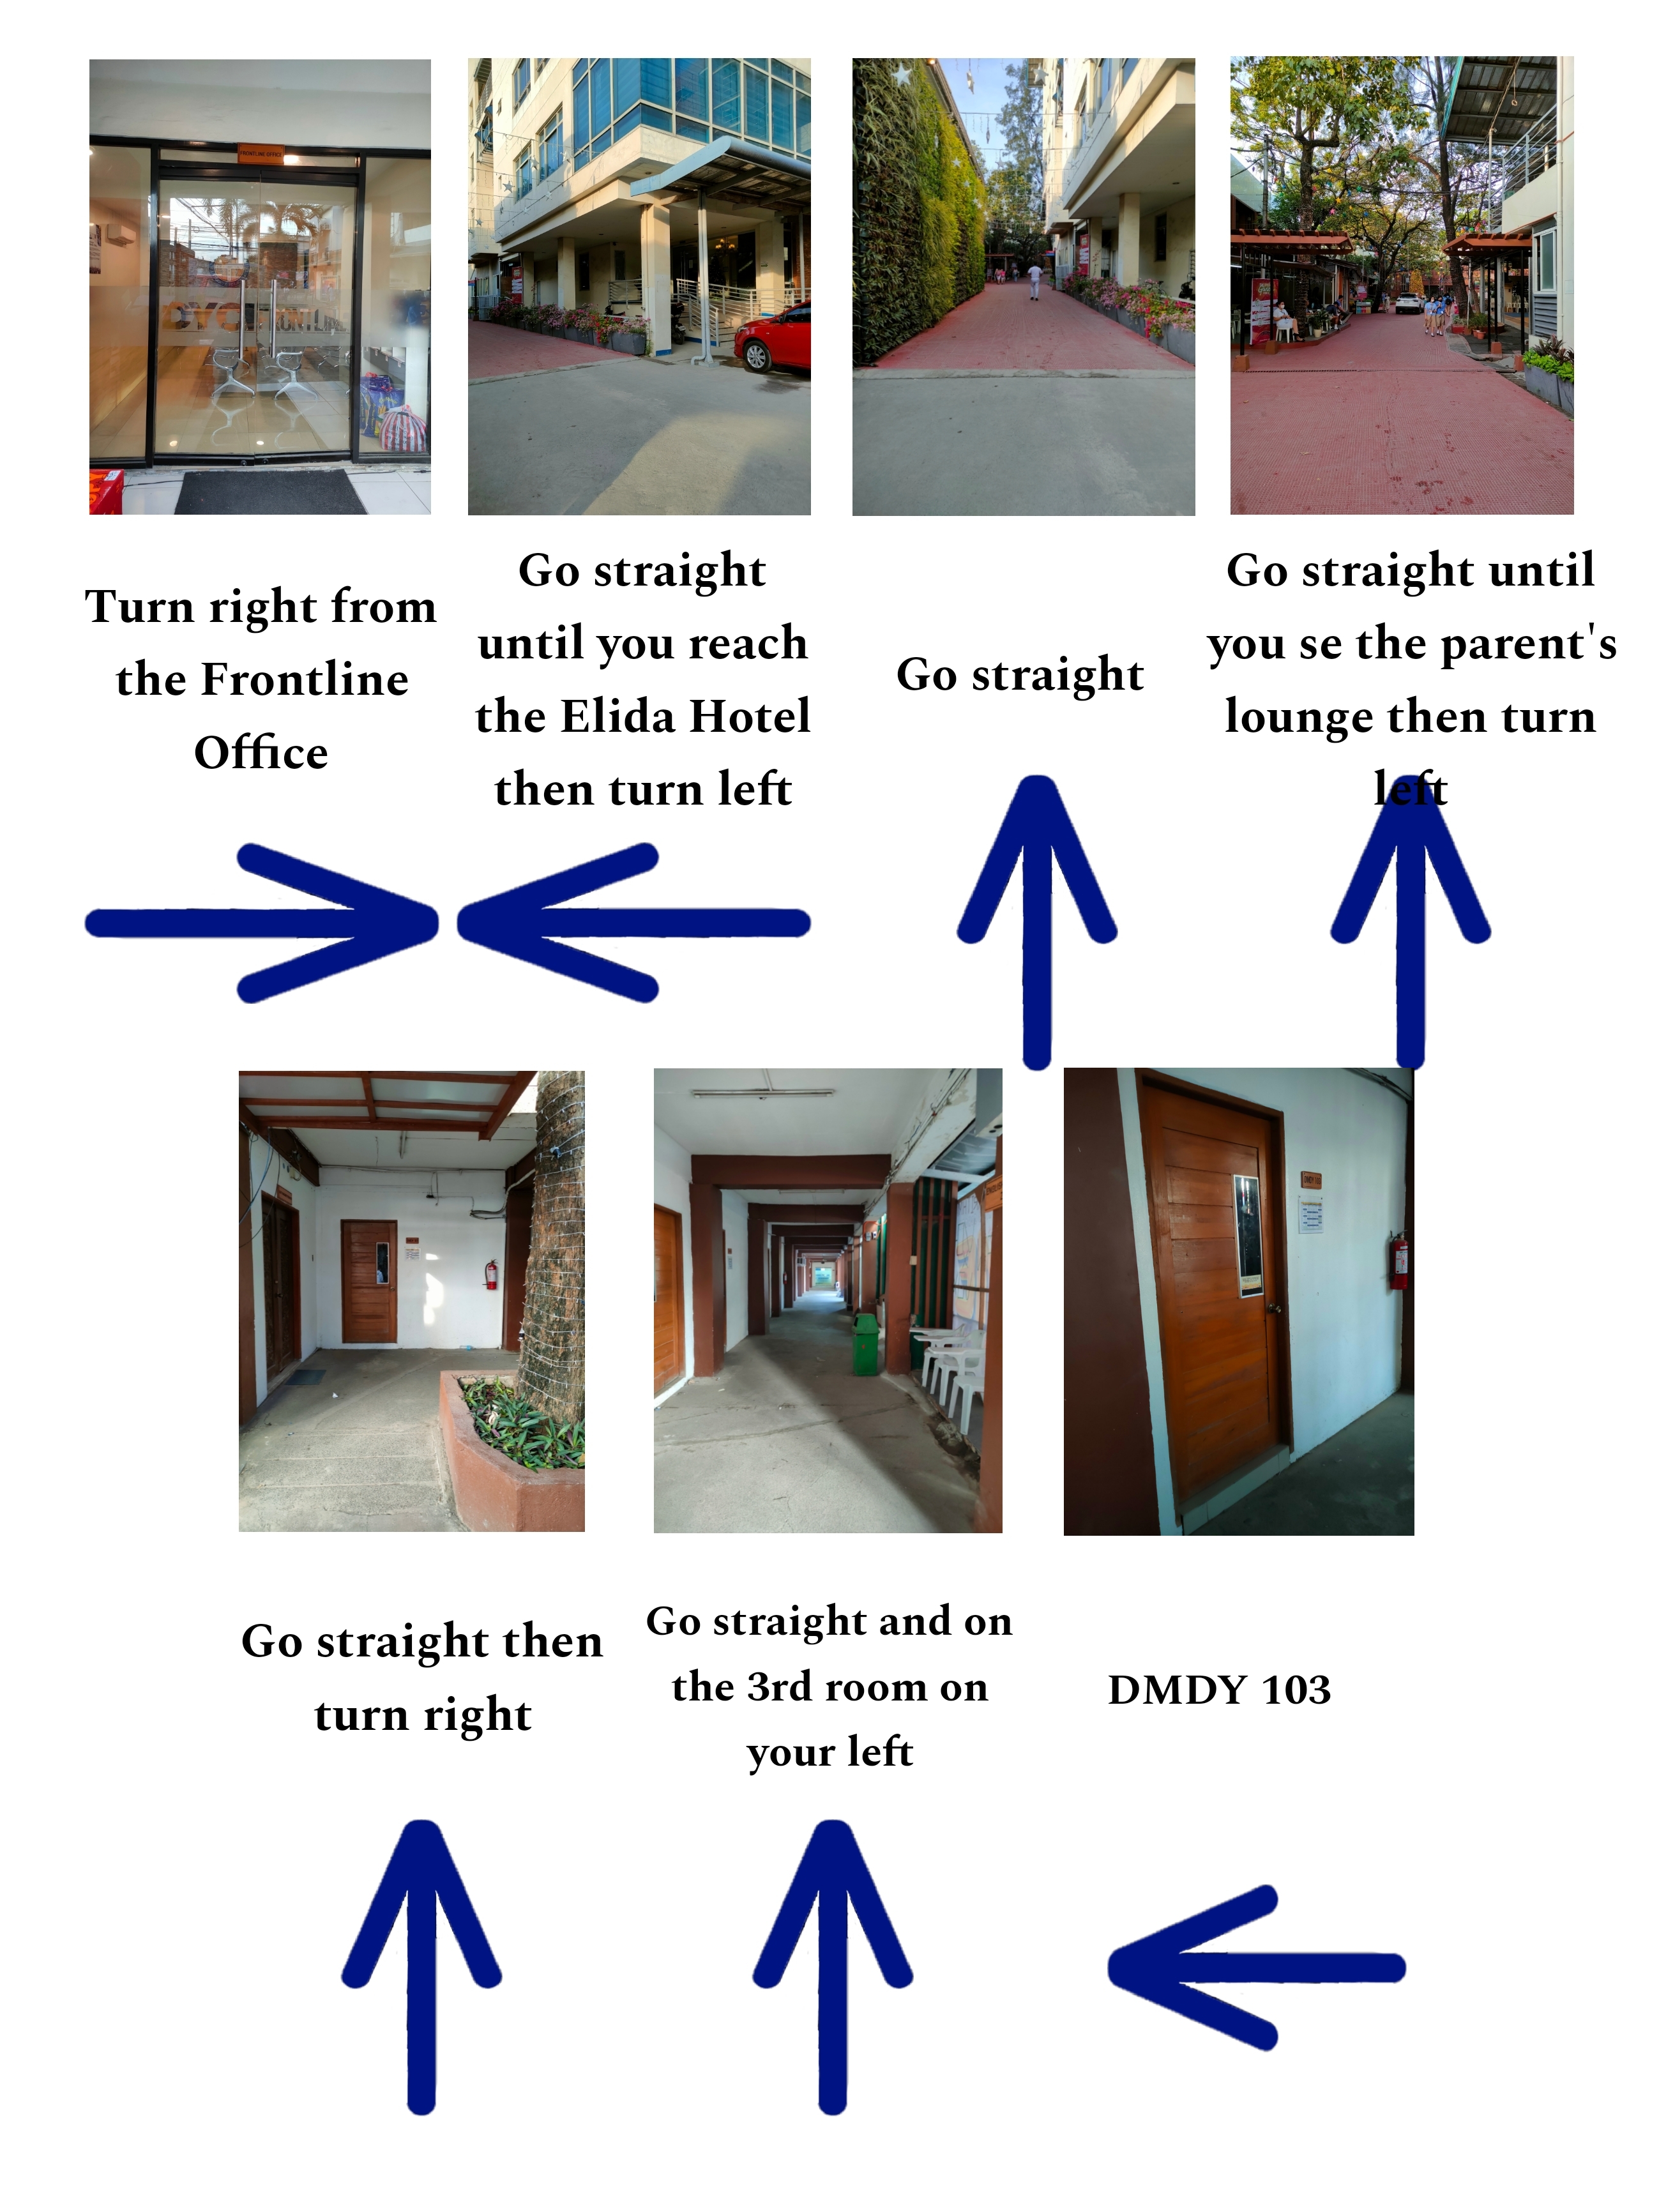 FRONTLINE OFFICE
Turn right from
the Frontline
Office
Go straight
until you reach
the Elida Hotel
then turn left
Go straight
Go straight until
you se the parent's
lounge then turn
left
Go straight then
turn right
Go straight and on
the 3rd room on
your left
DMDY 103